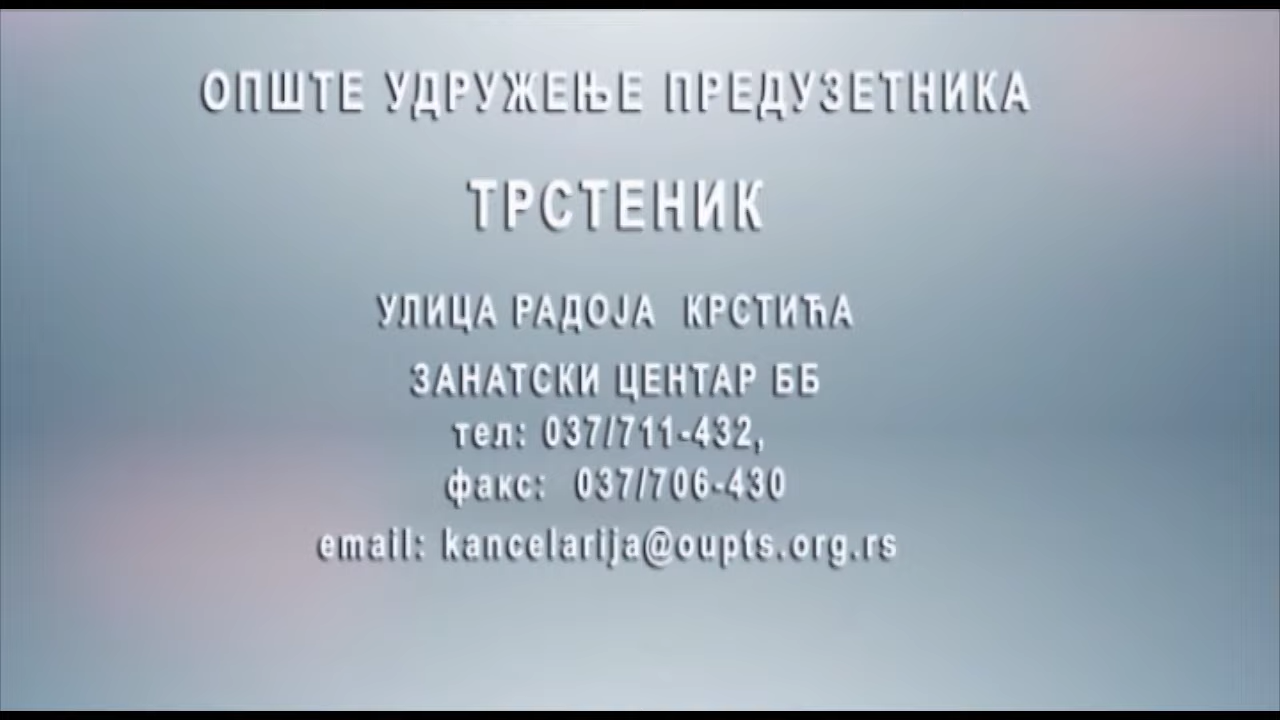 ОПШТЕ УДРУЖЕЊЕ ПРЕДУЗЕТНИКА
ТРСТЕНИК
УЛИЦА РАДОЈА КРСТИЋА
ЗАНАТСКИ ЦЕНТАР ББ
тел: 037/711-432,
факс: 037/706-430
email: kancelarija@oupts.org.rs